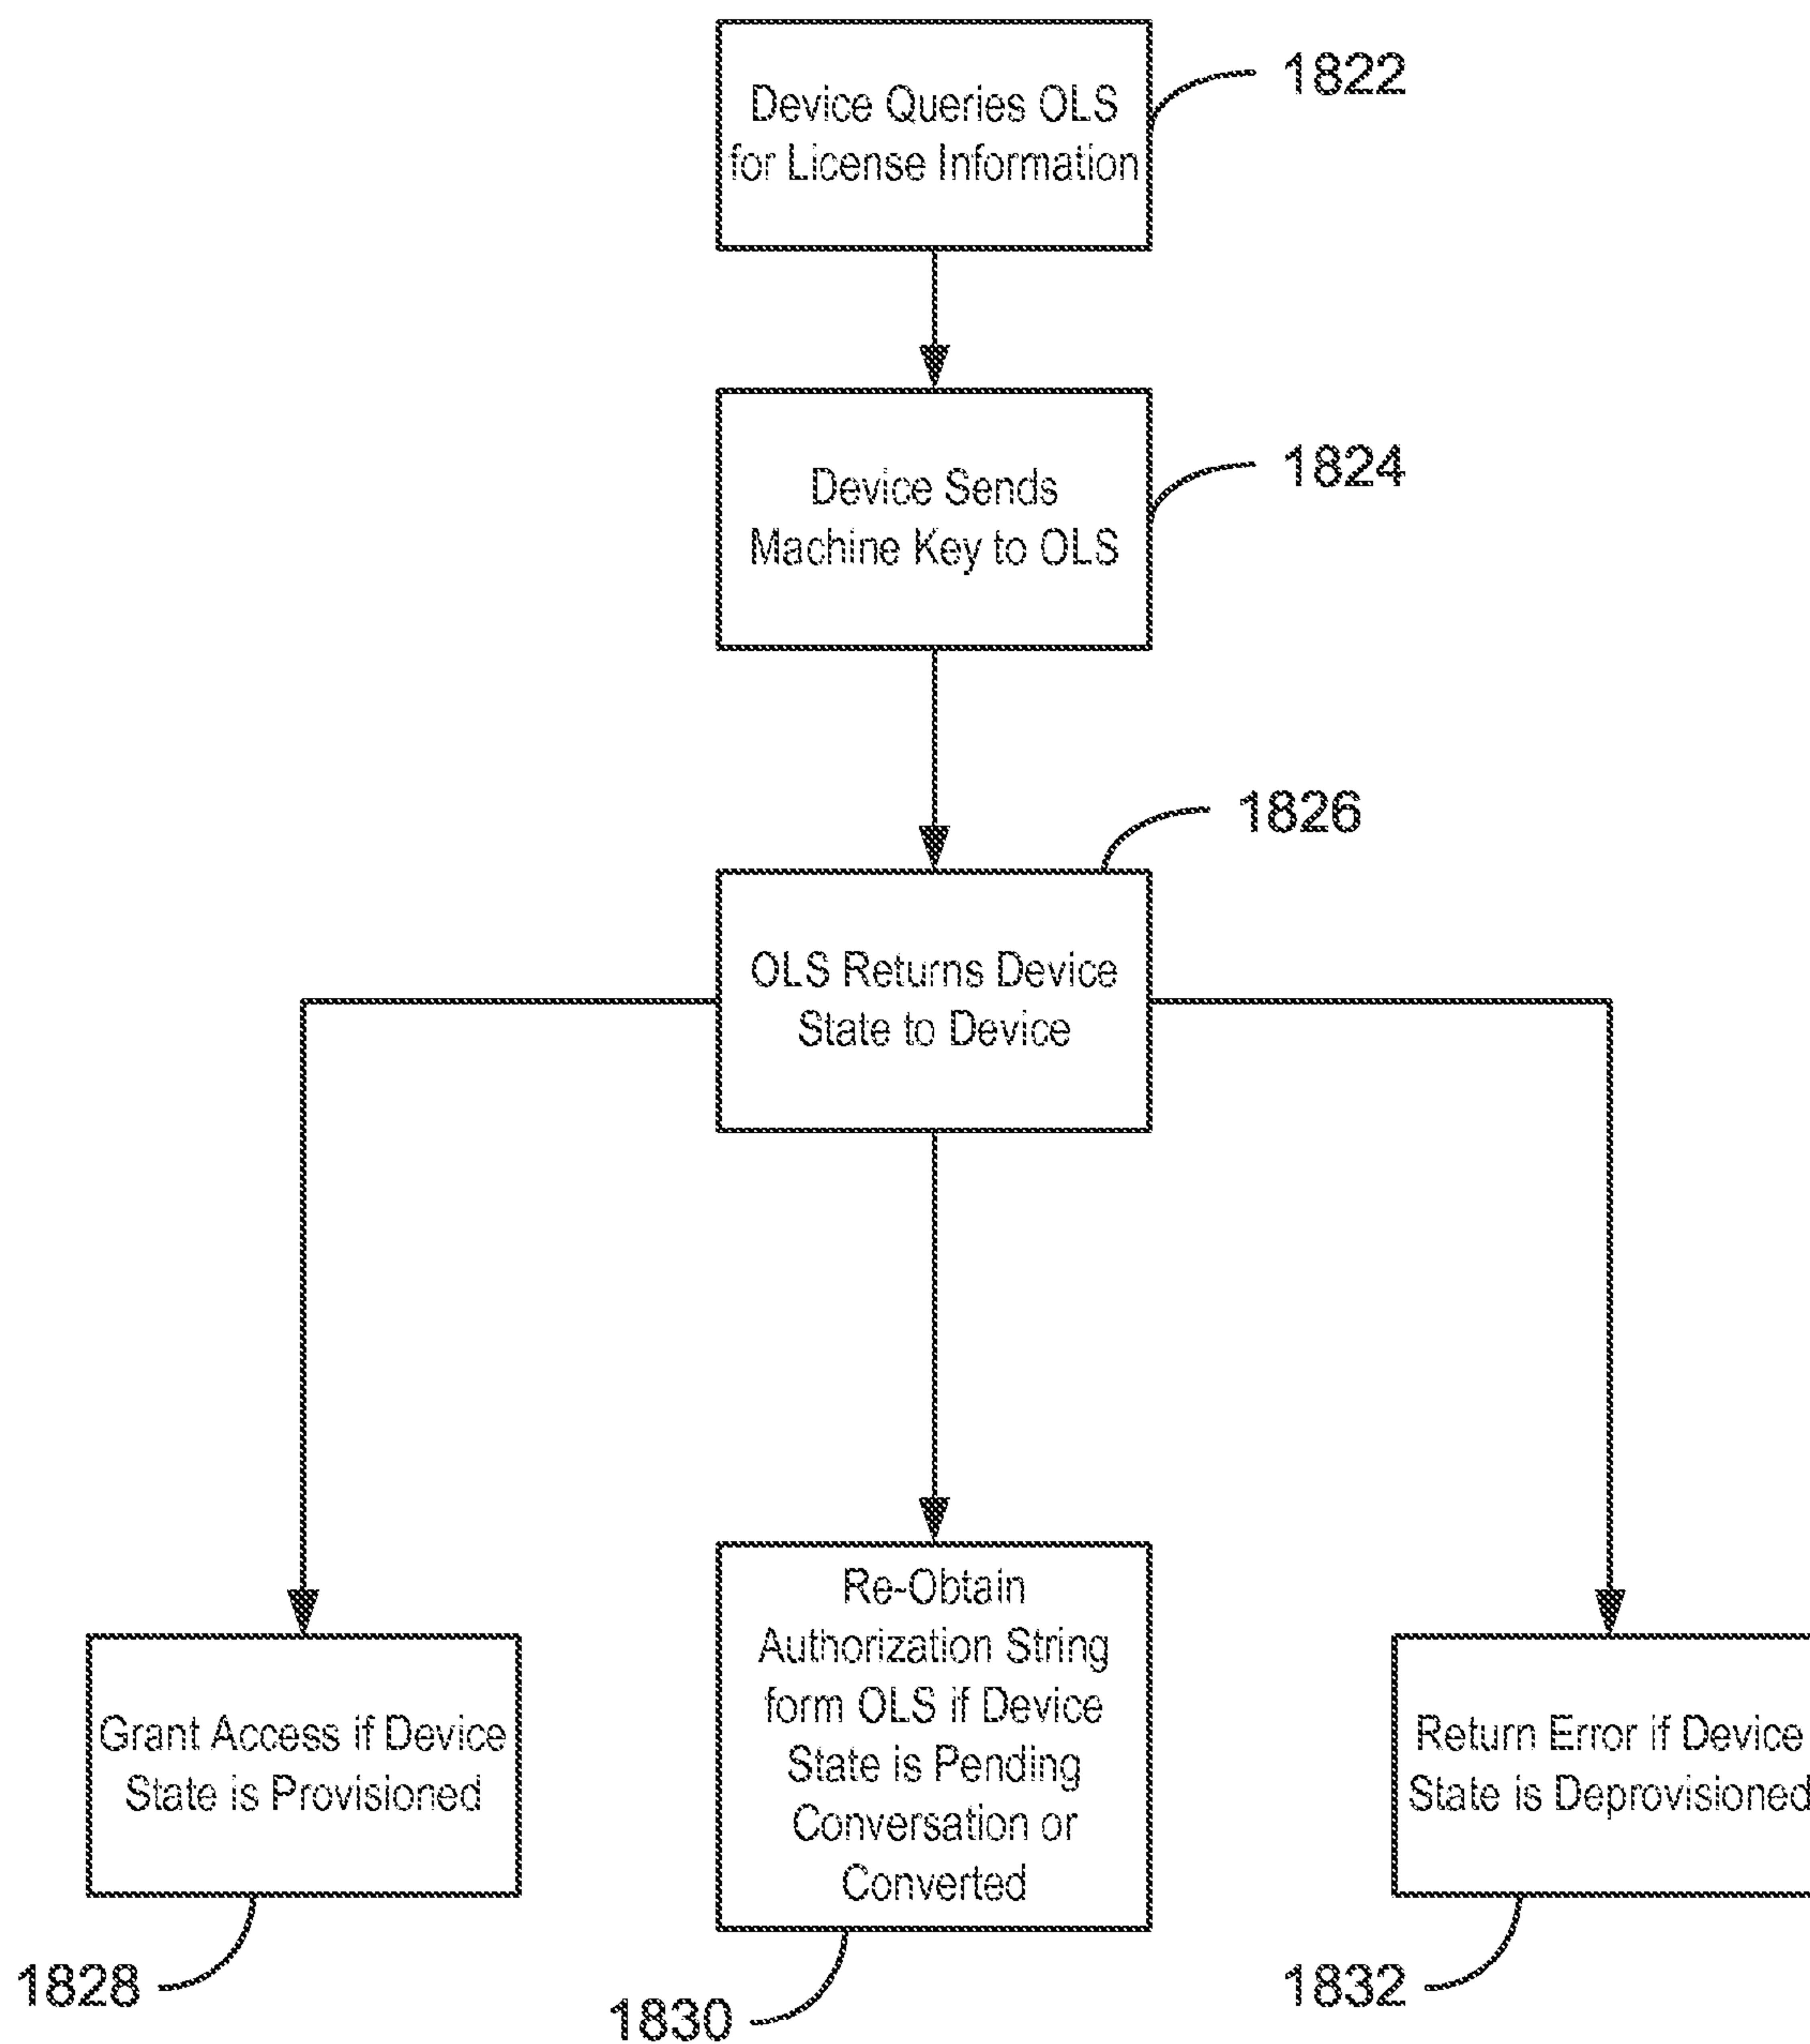 Device Queries OLS
for License Information
1822
Device Sends
Machine Key to OLS
1824
1826
OLS Returns Device
State to Device
Grant Access if Device
State is Provisioned
1828
Re-Obtain
Authorization String
form OLS if Device
State is Pending
Conversation or
Converted
1830
Return Error if Device
State is Deprovisioned
1832